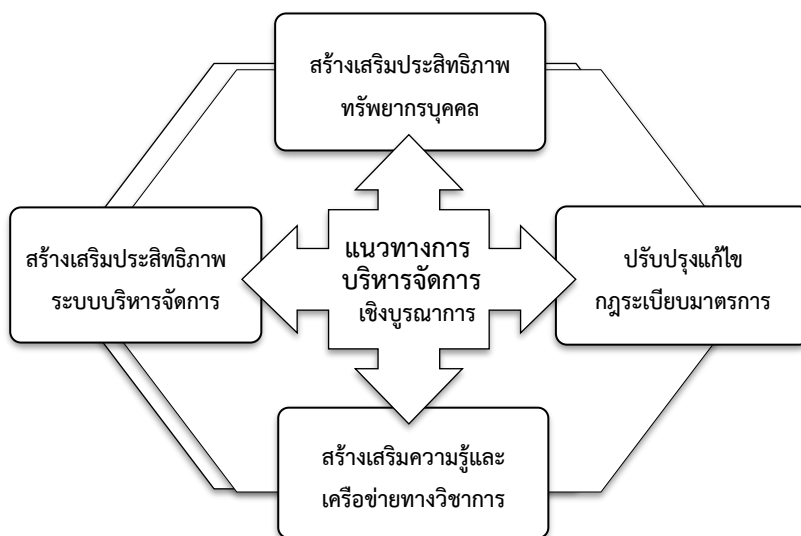 สร้างเสริมประสิทธิภาพ
ทรัพยากรบุคคล
สร้างเสริมประสิทธิภาพ
ระบบบริหารจัดการ
แนวทางการ
บริหารจัดการ
เชิงบูรณาการ
ปรับปรุงแก้ไข
กฎระเบียบมาตรการ
สร้างเสริมความรู้และ
เครือข่ายทางวิชาการ